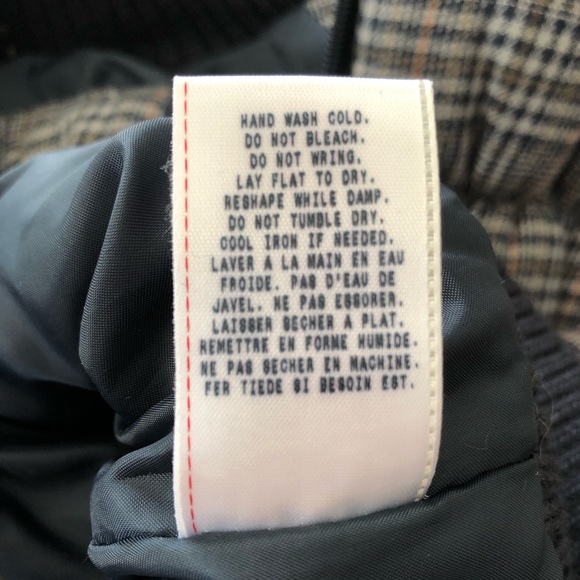 HAND WASH COLD.
DO NOT BLEACH.
DO NOT WRING.
LAY FLAT TO DRY.
RESHAPE WHILE DAMP.
DO NOT TUMBLE DRY.
COOL IRON IF NEEDED.
LAVER A LA MAIN EN EAU
FROIDE. PAS D'EAU DE
JAVEL. NE PAS ESSORER.
LAISSER SECHER A PLAT.
REMETTRE EN FORME HUMIDE.
NE PAS SECHER EN MACHINE.
FER TIEDE SI BESOIN EST.